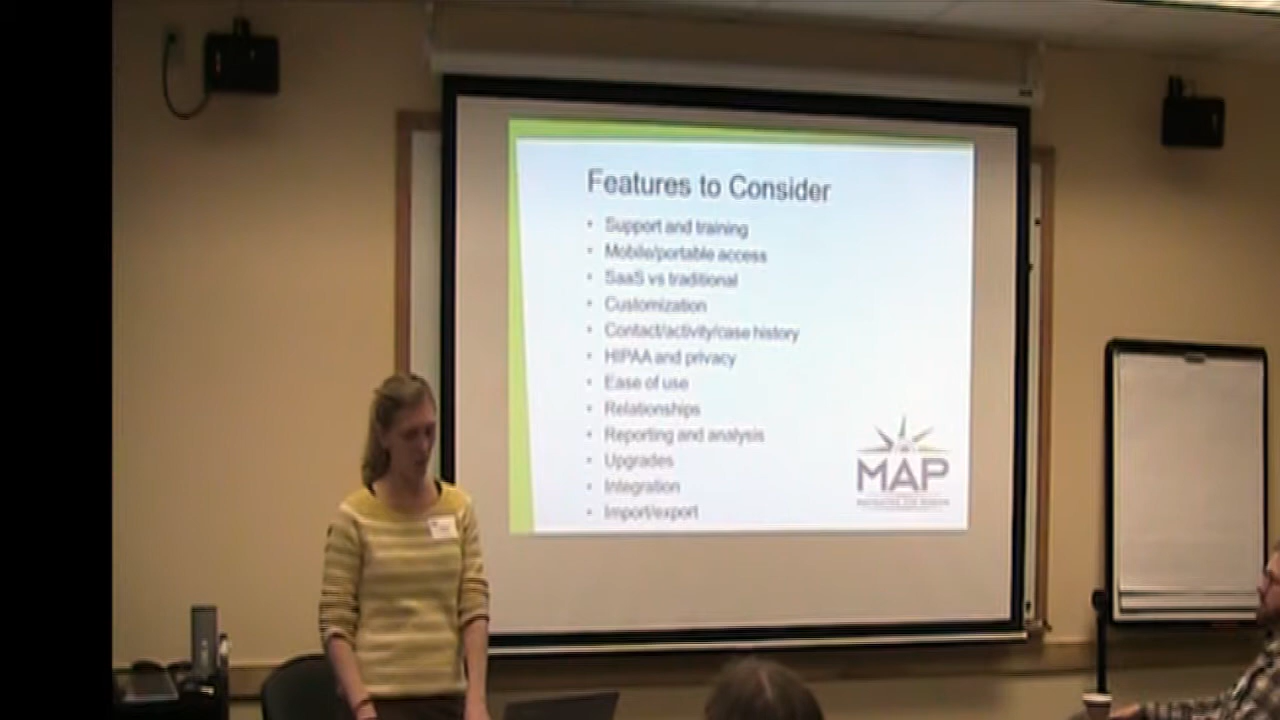 Features to Consider
• Support and training
• Mobile/portable access
• SaaS vs traditional
• Customization
• Contact/activity/case history
• HIPAA and privacy
• Ease of use
• Relationships
• Reporting and analysis
• Upgrades
• Integration
• Import/export
MAP